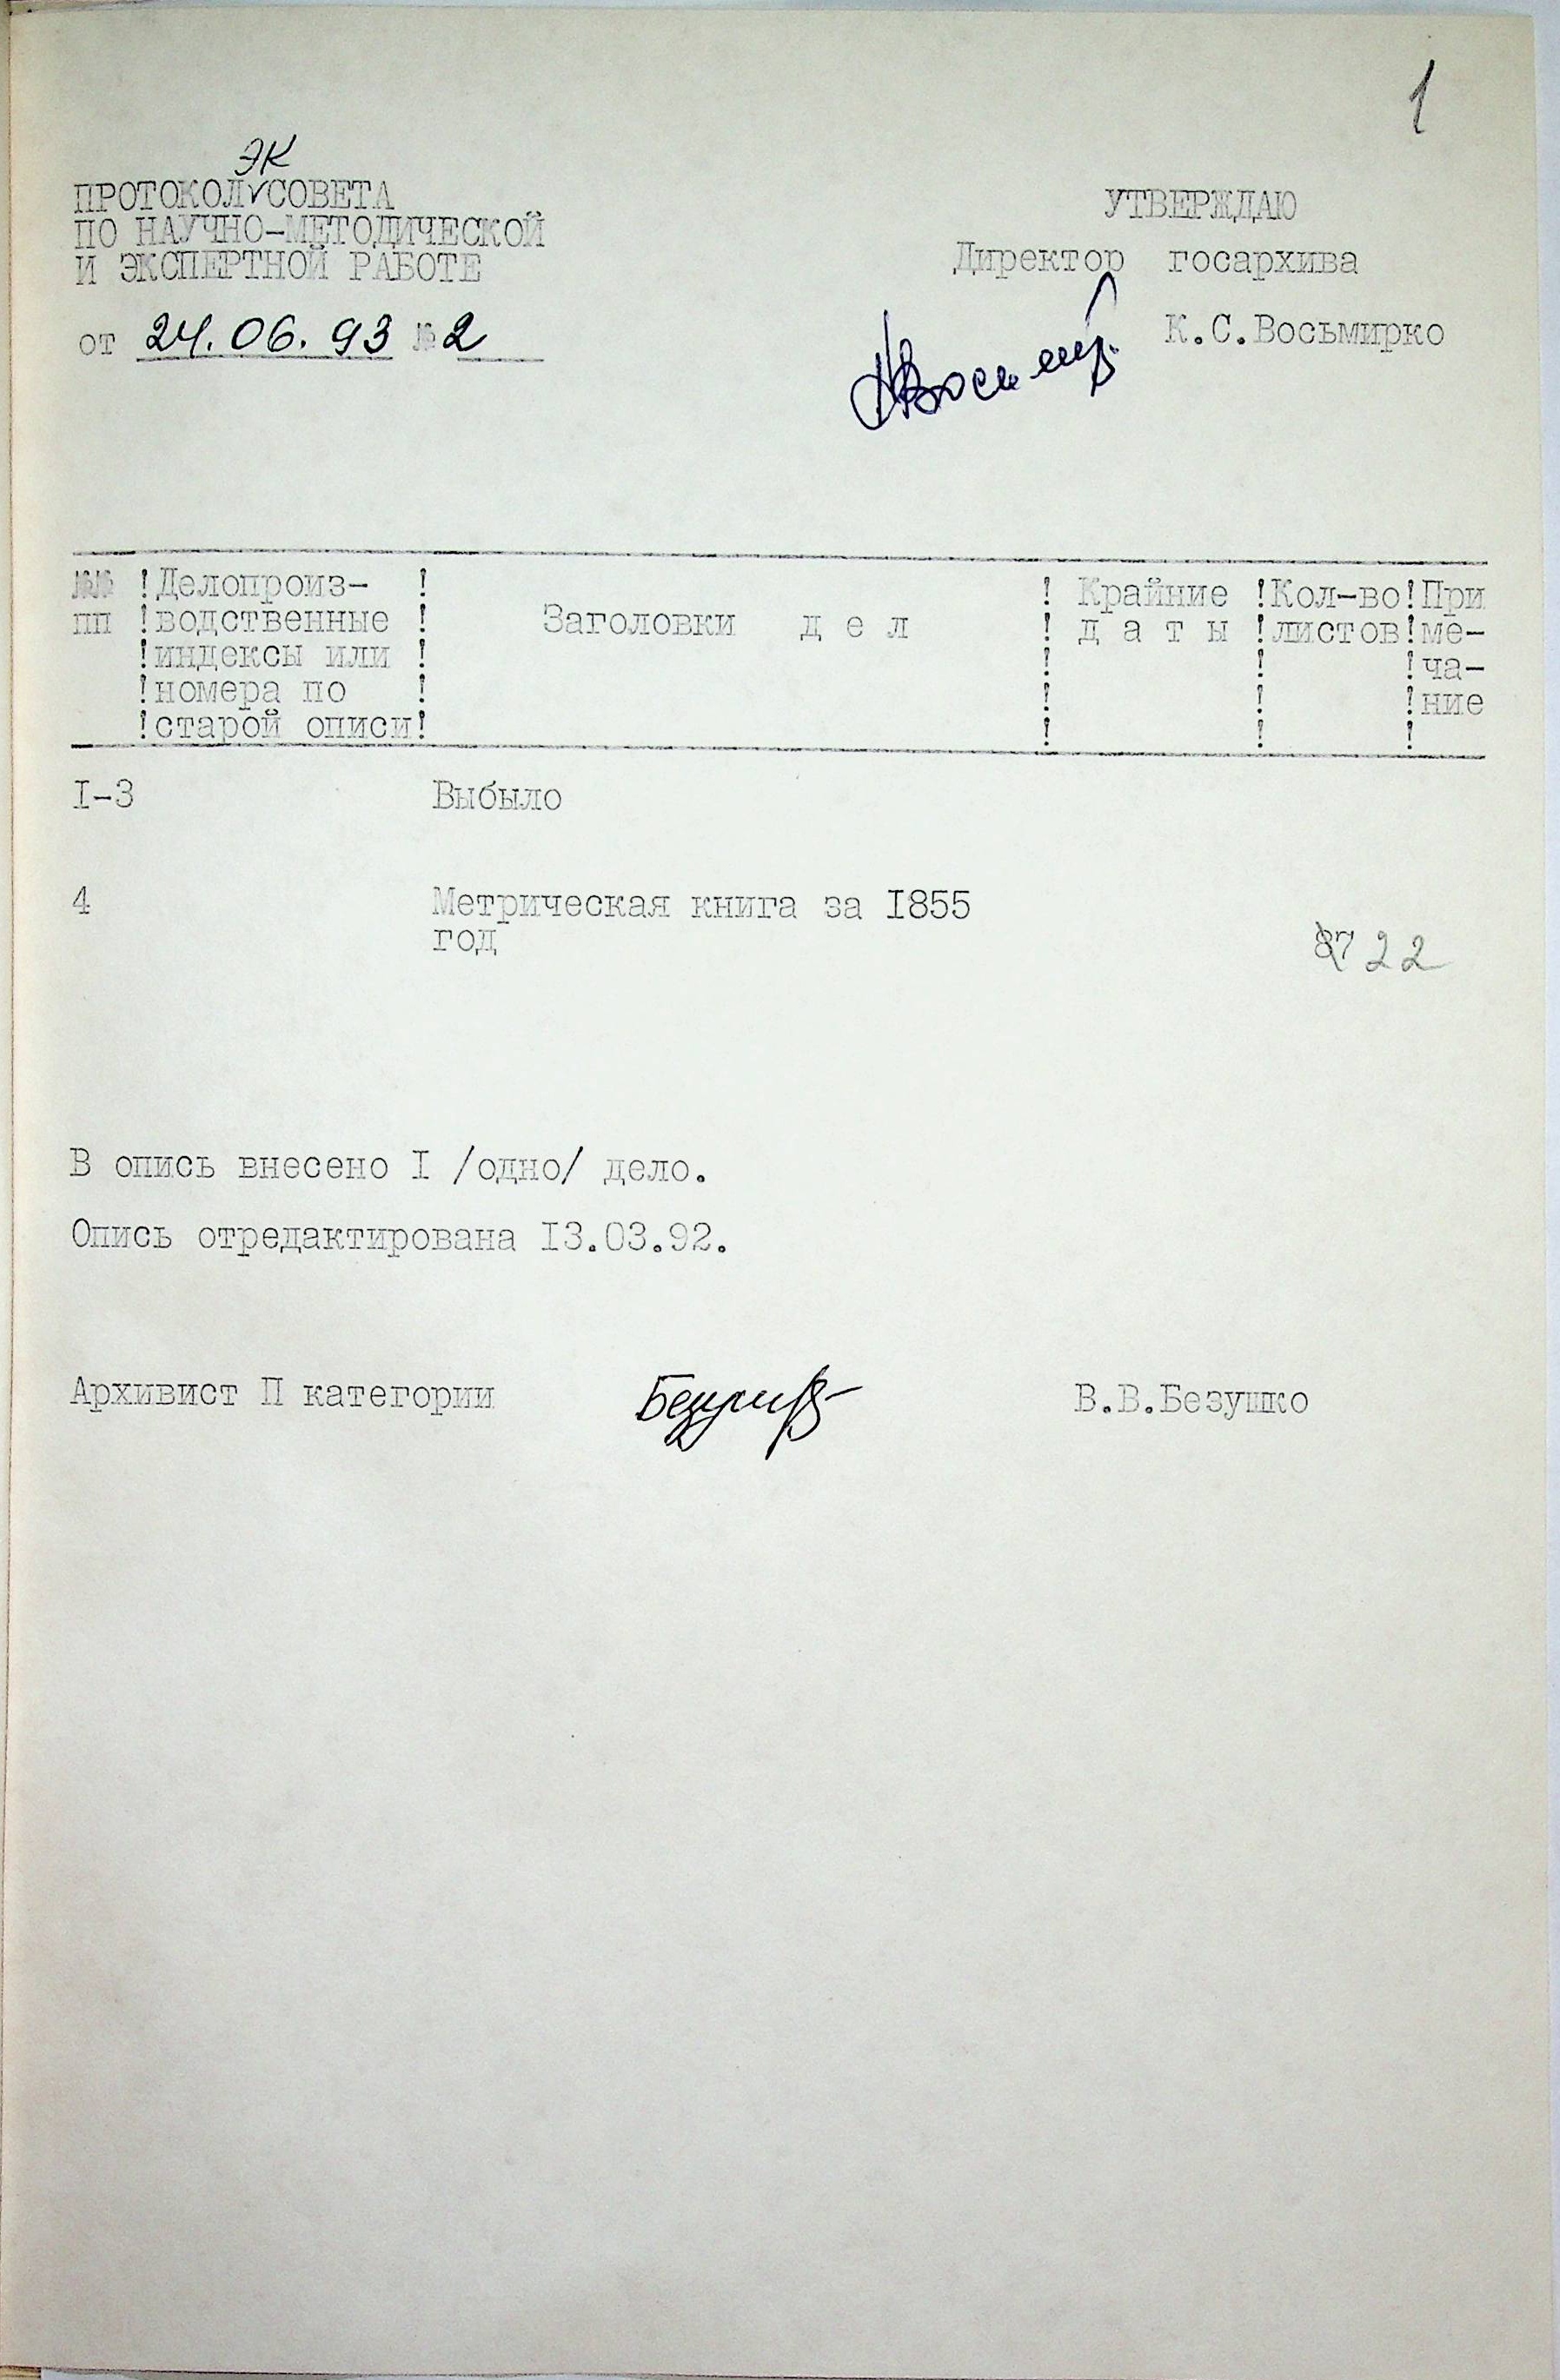 1
ЭК
ПРОТОКОЛ СОВЕТА
ПО НАУЧНО-МЕТОДИЧЕСКОЙ
И ЭКСПЕРТНОЙ РАБОТЕ
от 24.06.93 № 2
УТВЕРЖДАЮ
Директор госархива
К.С.Восьмирко
№№ !Делопроиз- ! ! Крайние !Кол-во!При
пп !водственные ! Заголовки д е л ! д а т ы !листов!ме-
!индексы или ! ! ! !ча-
!номера по ! ! ! !ние
!старой описи! ! ! !
I-3 Выбыло
4 Метрическая книга за I855
год
87 22
В опись внесено I /одно/ дело.
Опись отредактирована I3.03.92.
Архивист П категории В.В.Безушко